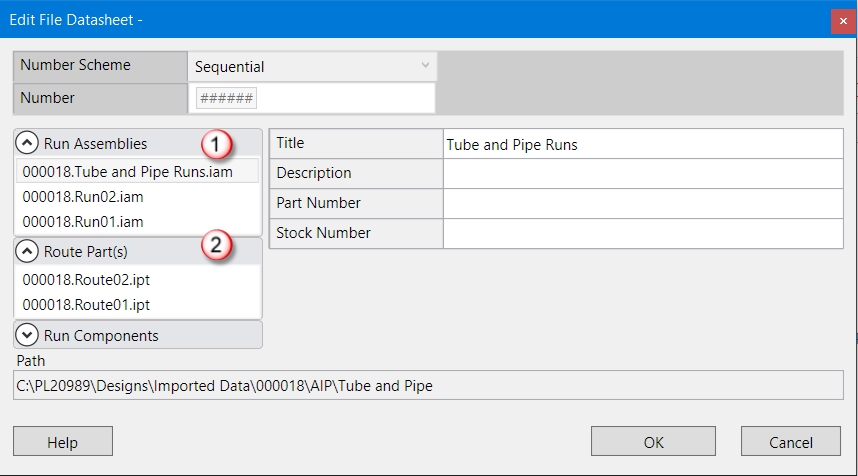 Edit File Datasheet -
Number Scheme Sequential
Number ######
Run Assemblies 1
000018.Tube and Pipe Runs.iam
000018.Run02.iam
000018.Run01.iam
Route Part(s) 2
000018.Route02.ipt
000018.Route01.ipt
Run Components
Title Tube and Pipe Runs
Description
Part Number
Stock Number
Path
C:\PL20989\Designs\Imported Data\000018\AIP\Tube and Pipe
Help OK Cancel